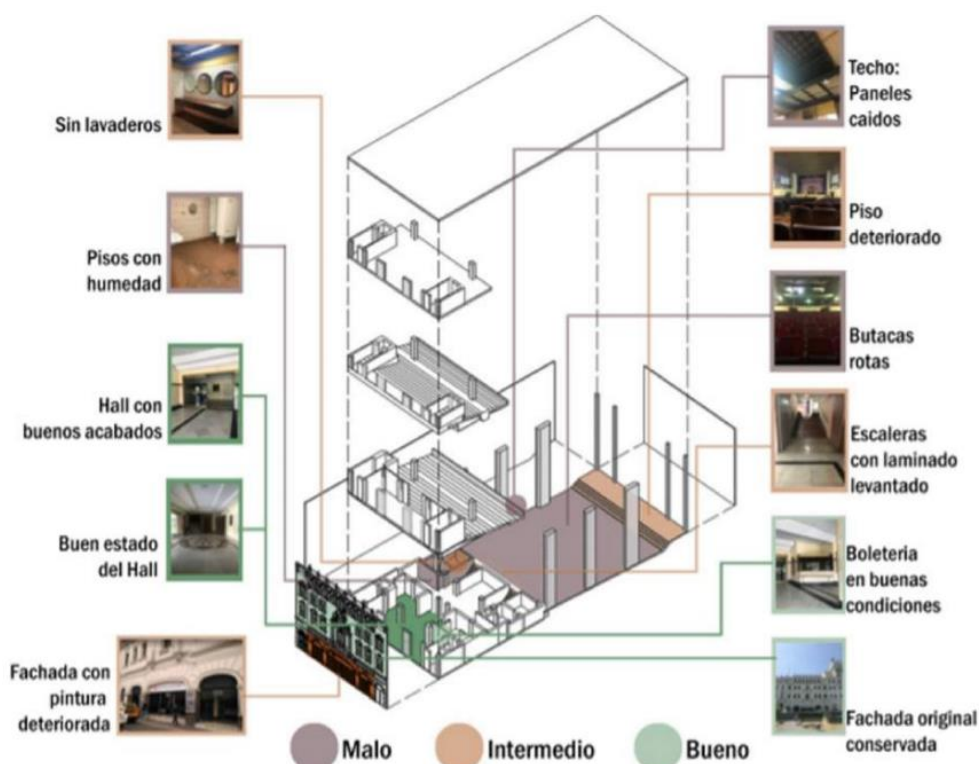 Sin lavaderos
Pisos con
humedad
Hall con
buenos acabados
Buen estado
del Hall
Fachada con
pintura
deteriorada
Techo:
Paneles
caidos
Piso
deteriorado
Butacas
rotas
Escaleras
con laminado
levantado
Boletería
en buenas
condiciones
Fachada original
conservada
Malo
Intermedio
Bueno